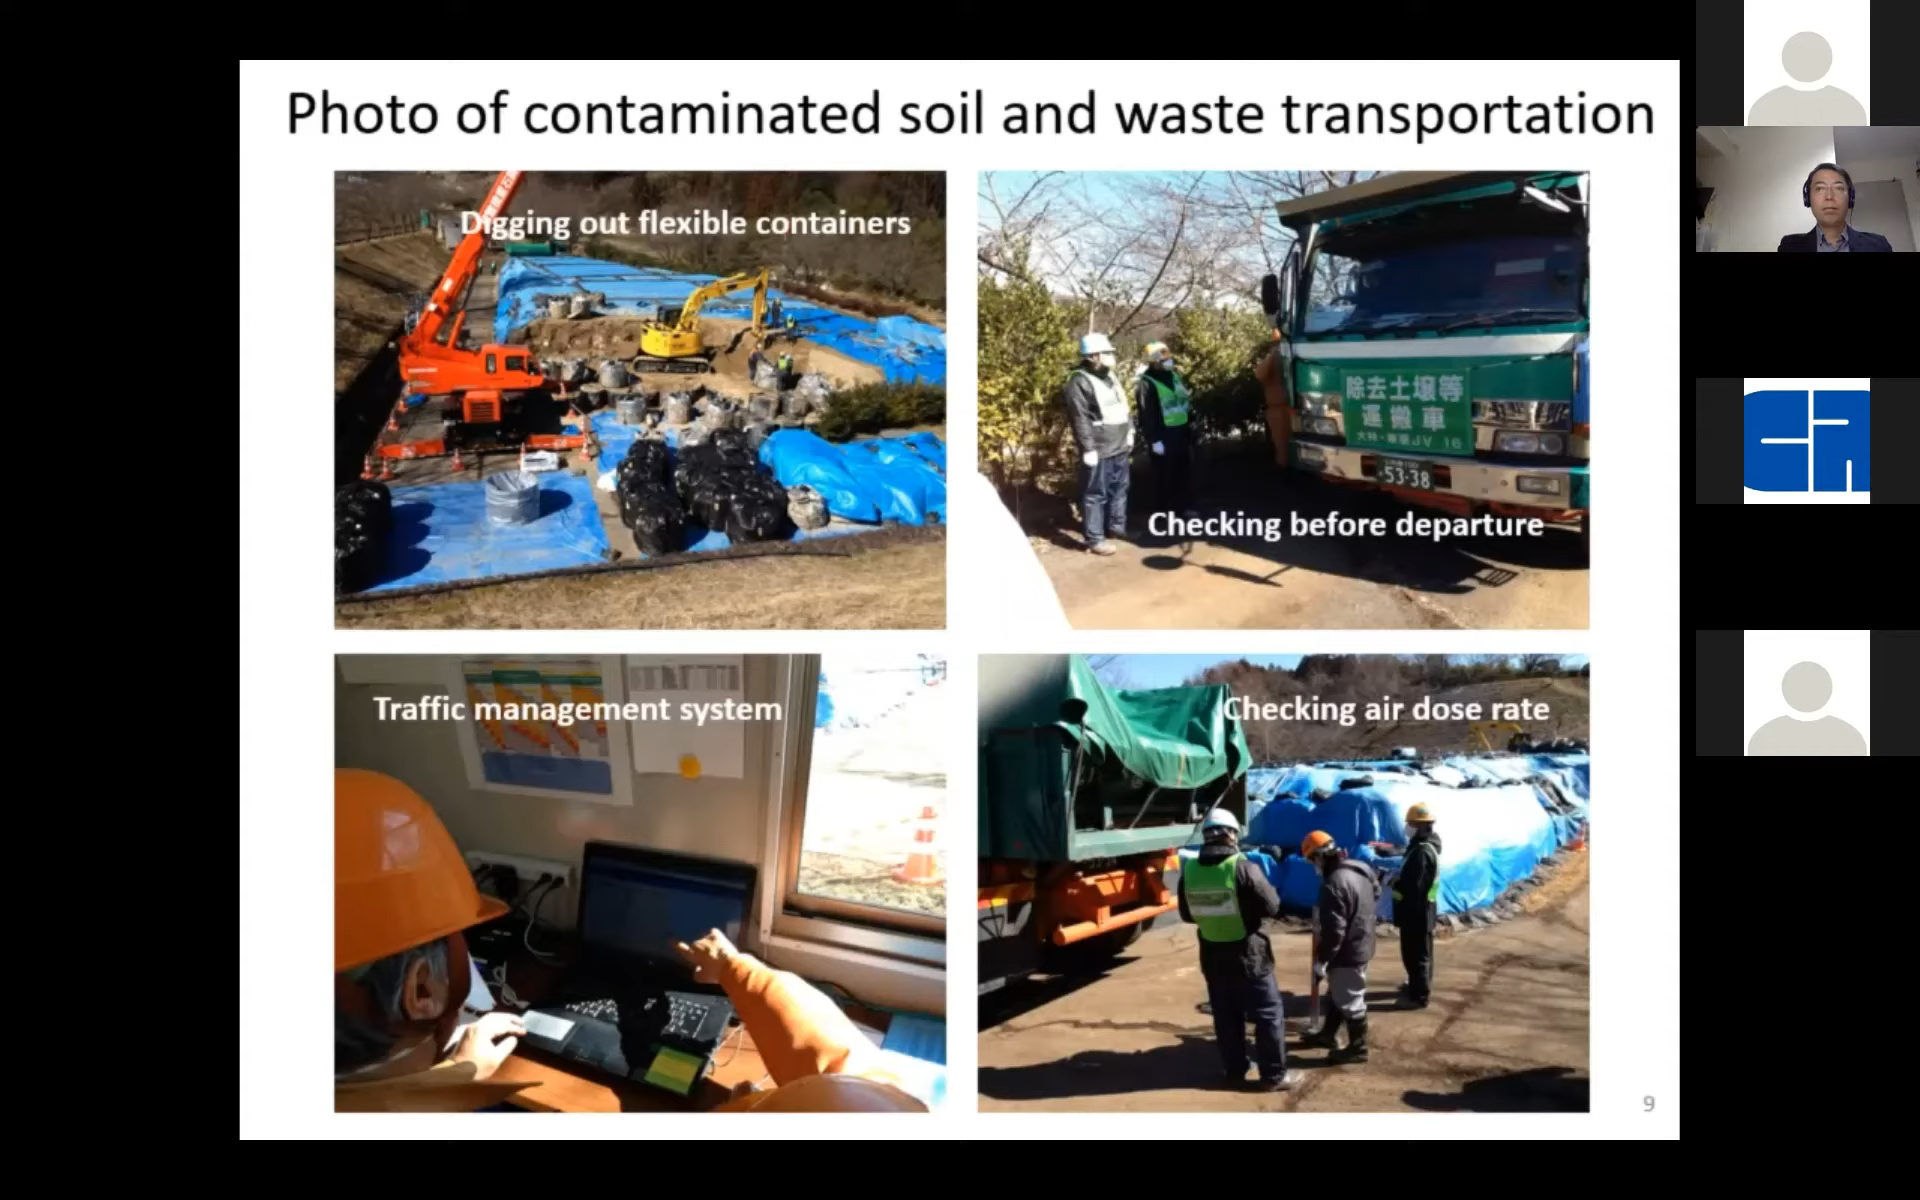 Photo of contaminated soil and waste transportation
Digging out flexible containers
除去土壌等
運搬車
53-38
Checking before departure
Traffic management system
Checking air dose rate
9